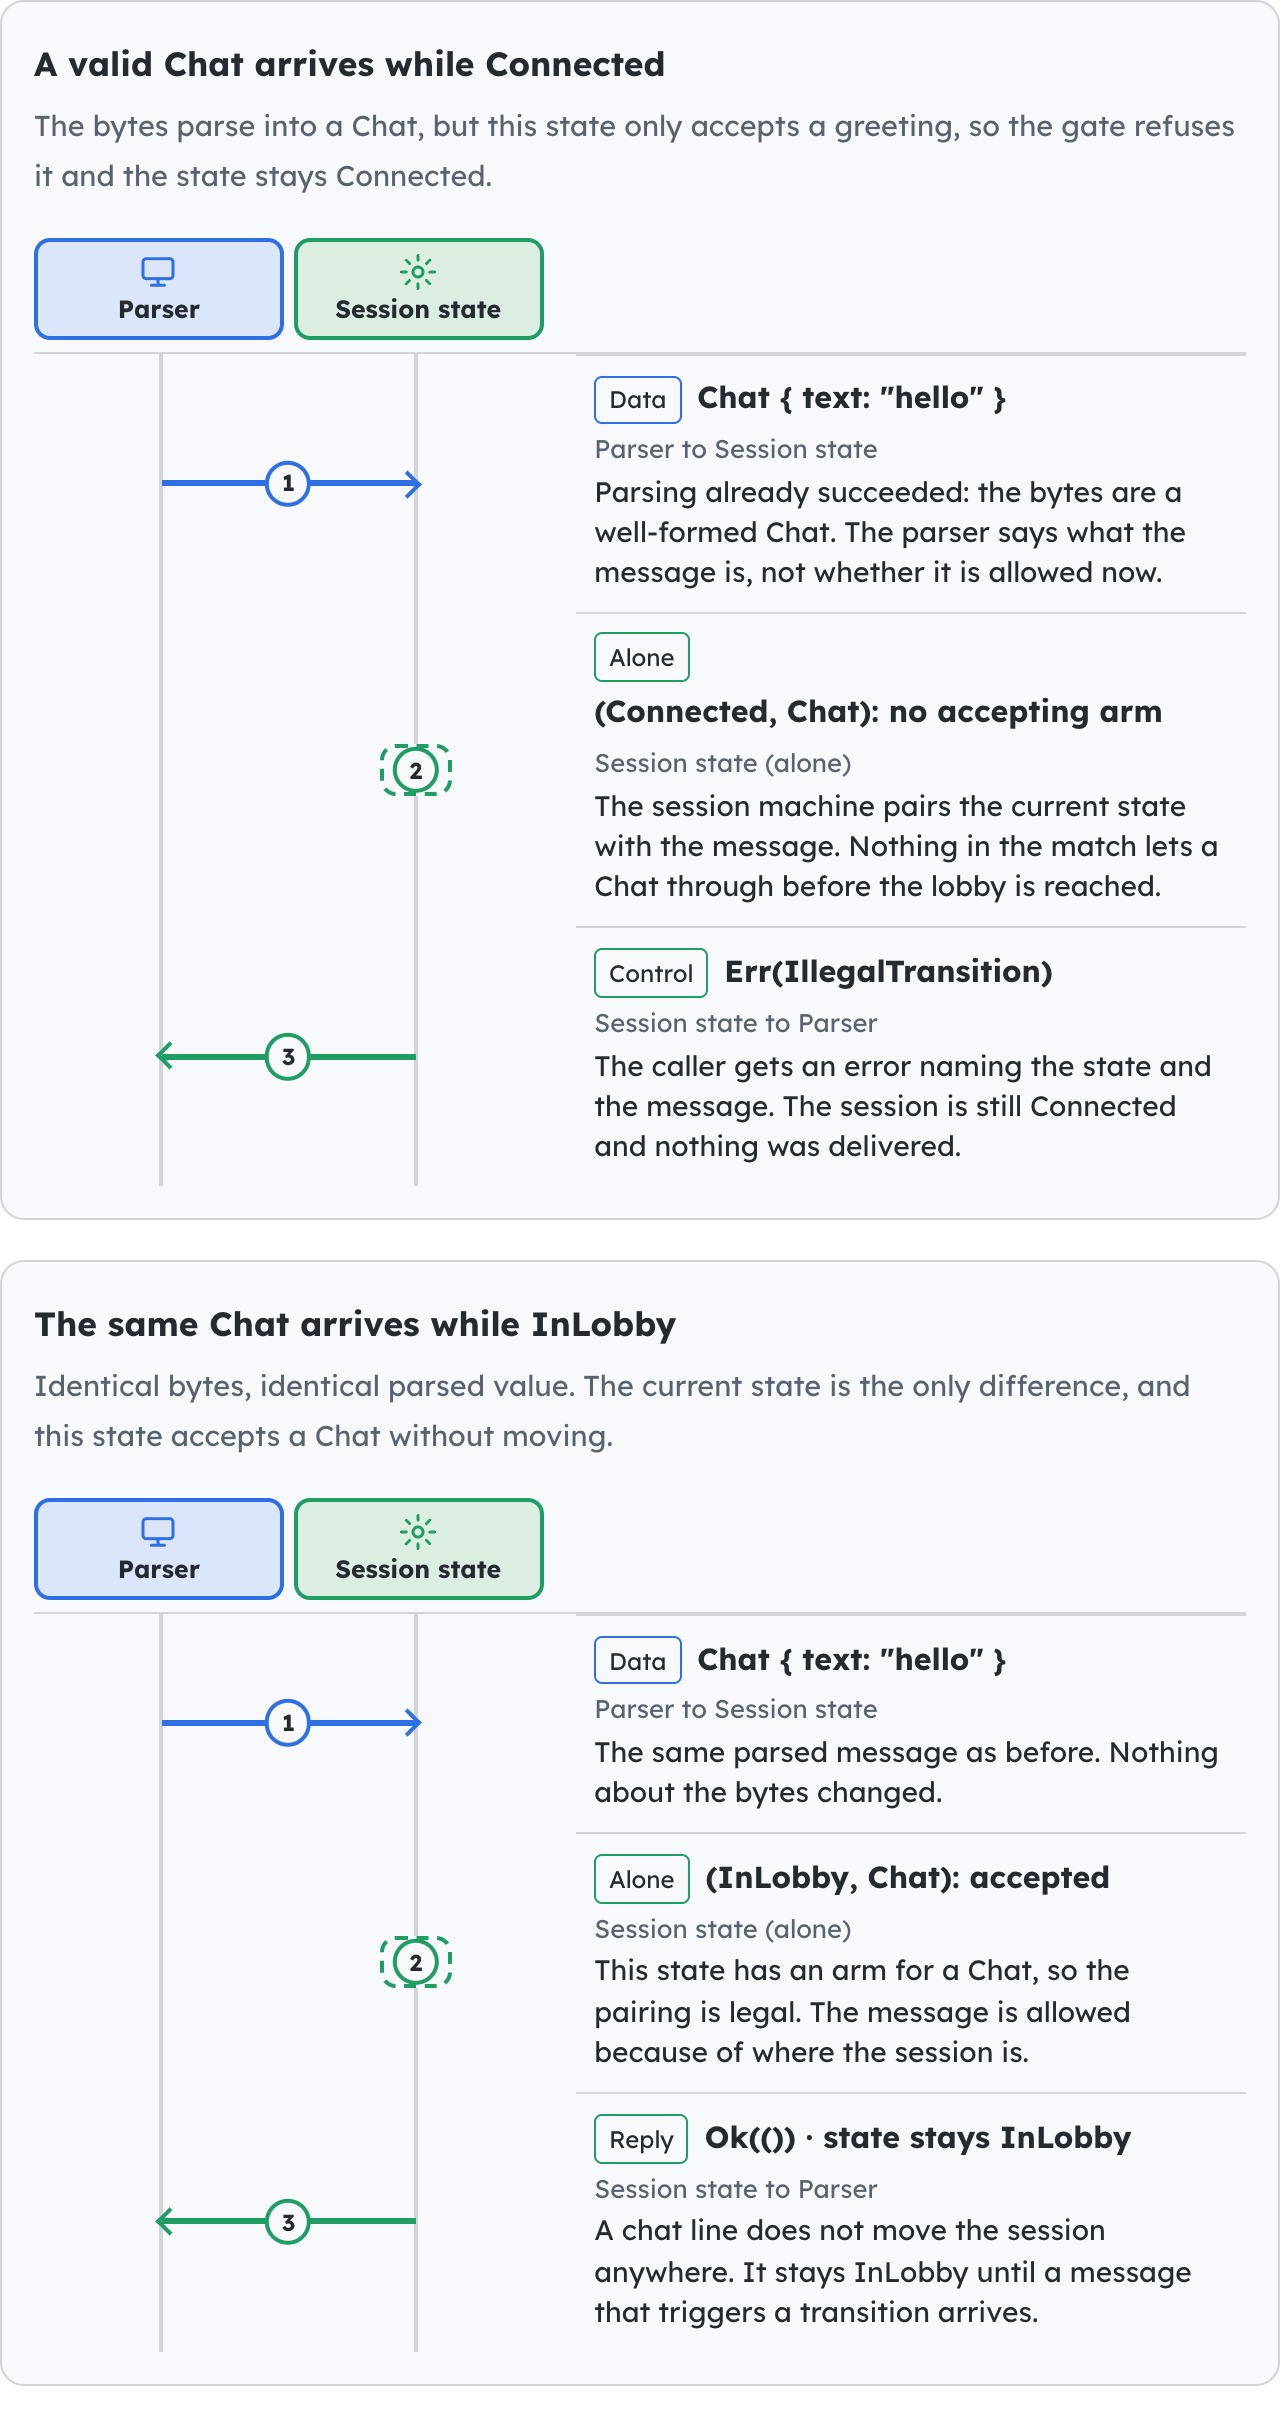 A valid Chat arrives while Connected
The bytes parse into a Chat, but this state only accepts a greeting, so the gate refuses
it and the state stays Connected.
Parser
Session state
Data Chat { text: "hello" }
Parser to Session state
1
Parsing already succeeded: the bytes are a
well-formed Chat. The parser says what the
message is, not whether it is allowed now.
Alone
(Connected, Chat): no accepting arm
Session state (alone)
2
The session machine pairs the current state
with the message. Nothing in the match lets a
Chat through before the lobby is reached.
Control Err(IllegalTransition)
Session state to Parser
3
The caller gets an error naming the state and
the message. The session is still Connected
and nothing was delivered.
The same Chat arrives while InLobby
Identical bytes, identical parsed value. The current state is the only difference, and
this state accepts a Chat without moving.
Parser
Session state
Data Chat { text: "hello" }
Parser to Session state
1
The same parsed message as before. Nothing
about the bytes changed.
Alone (InLobby, Chat): accepted
Session state (alone)
2
This state has an arm for a Chat, so the
pairing is legal. The message is allowed
because of where the session is.
Reply Ok(()) · state stays InLobby
Session state to Parser
3
A chat line does not move the session
anywhere. It stays InLobby until a message
that triggers a transition arrives.